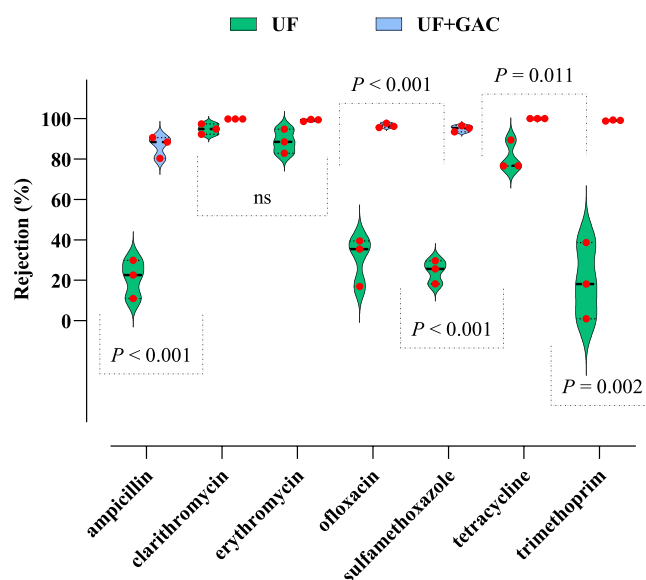 UF UF+GAC
P < 0.001
P = 0.011
100
80
60
40
20
0
Rejection (%)
ns
P < 0.001
P < 0.001
P = 0.002
ampicillin
clarithromycin
erythromycin
ofloxacin
sulfamethoxazole
tetracycline
trimethoprim